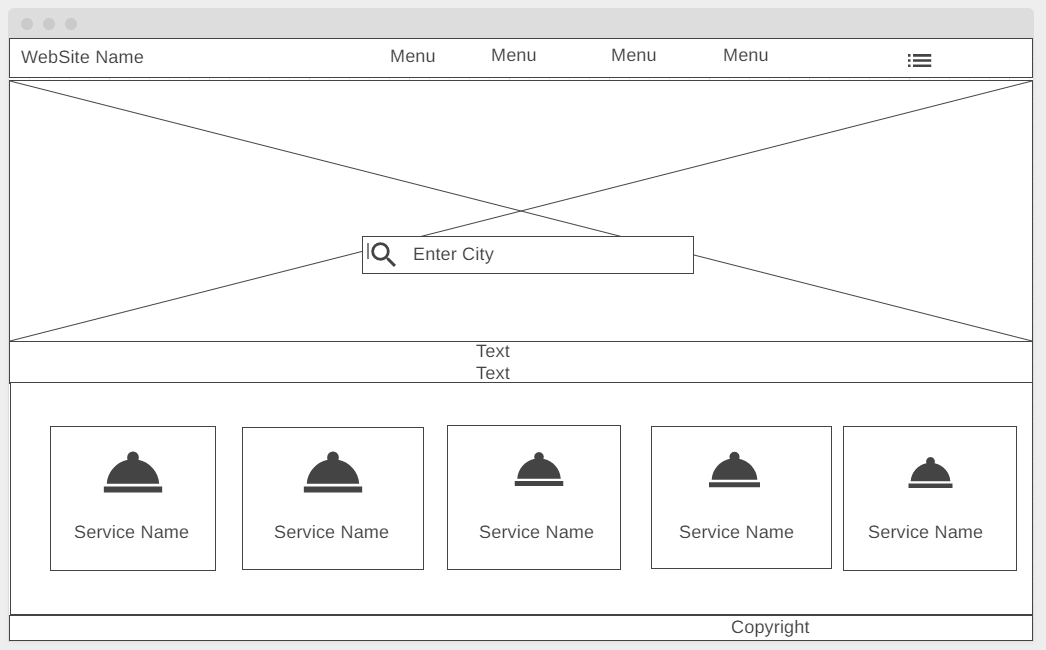 WebSite Name Menu Menu Menu Menu
Enter City
Text
Text
Service Name Service Name Service Name Service Name Service Name
Copyright